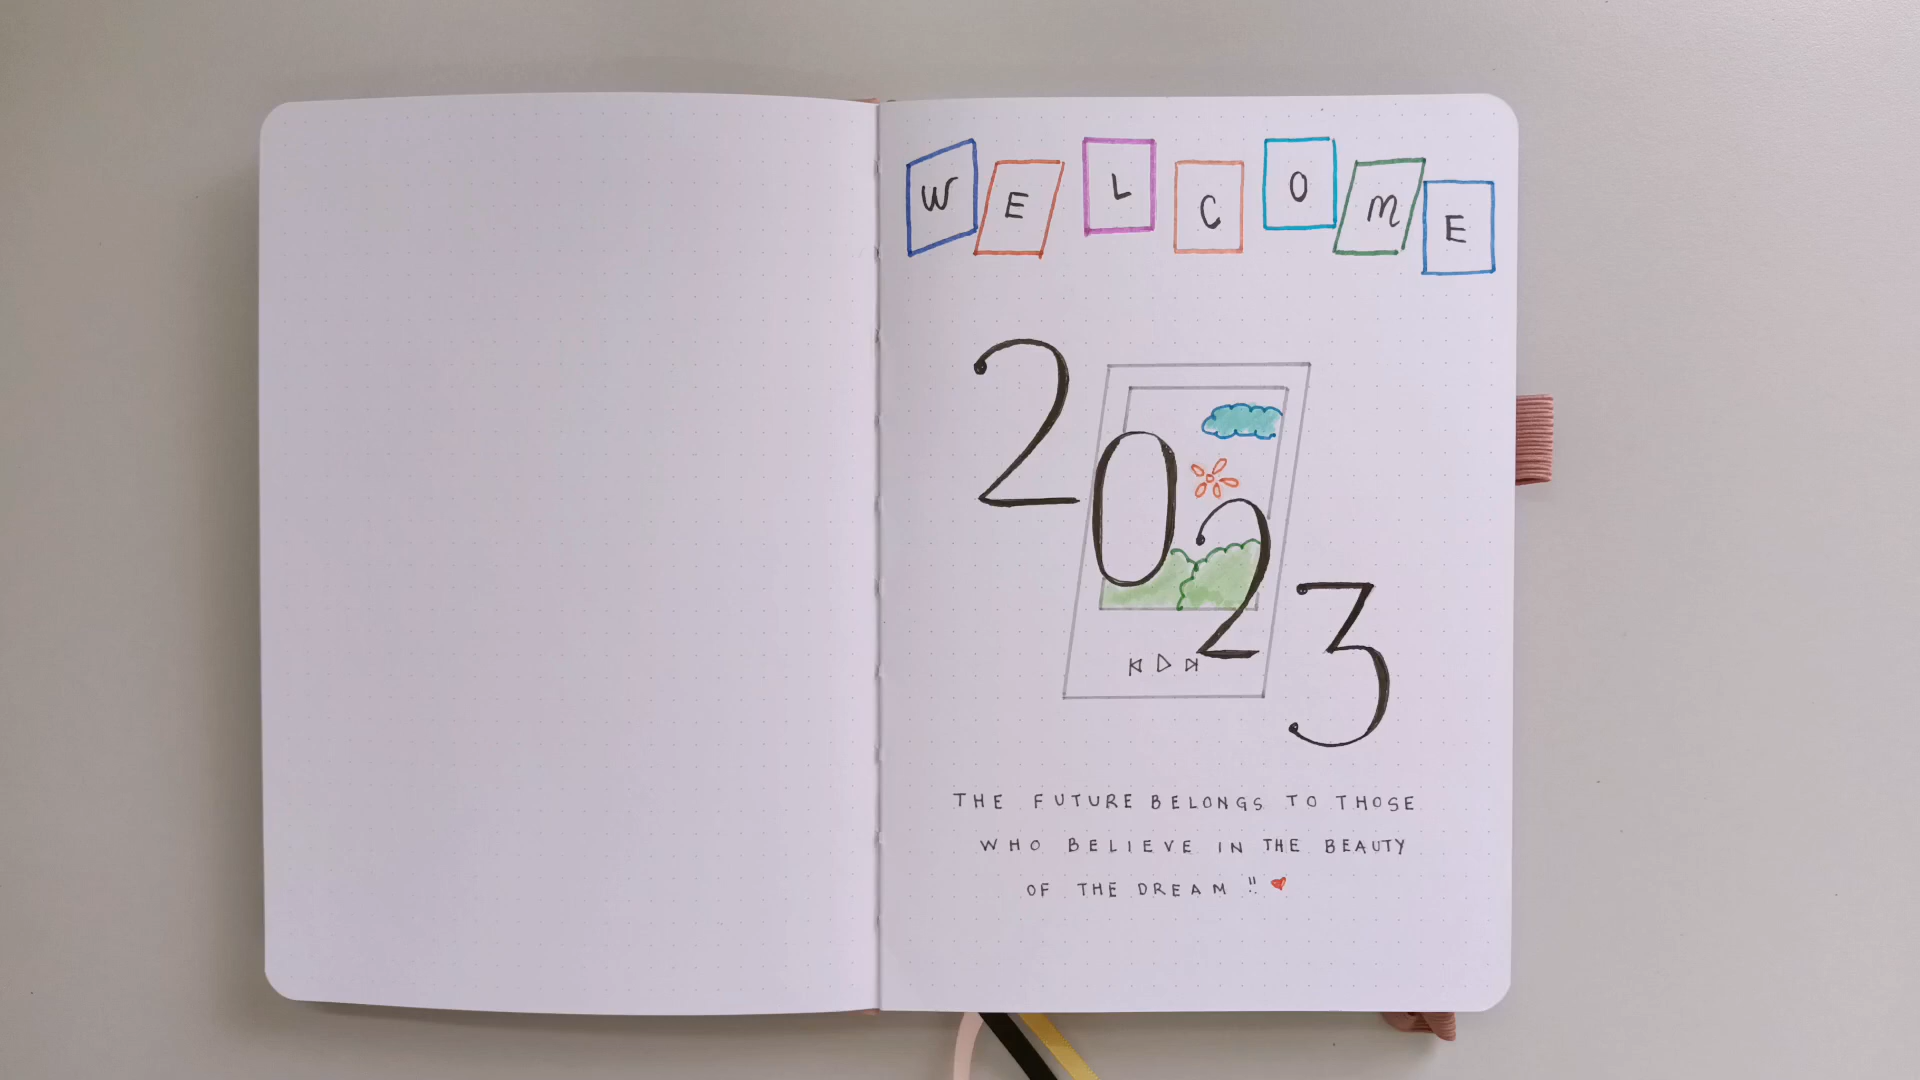 WELCOME
2023
THE FUTURE BELONGS TO THOSE
WHO BELIEVE IN THE BEAUTY
OF THE DREAM !!